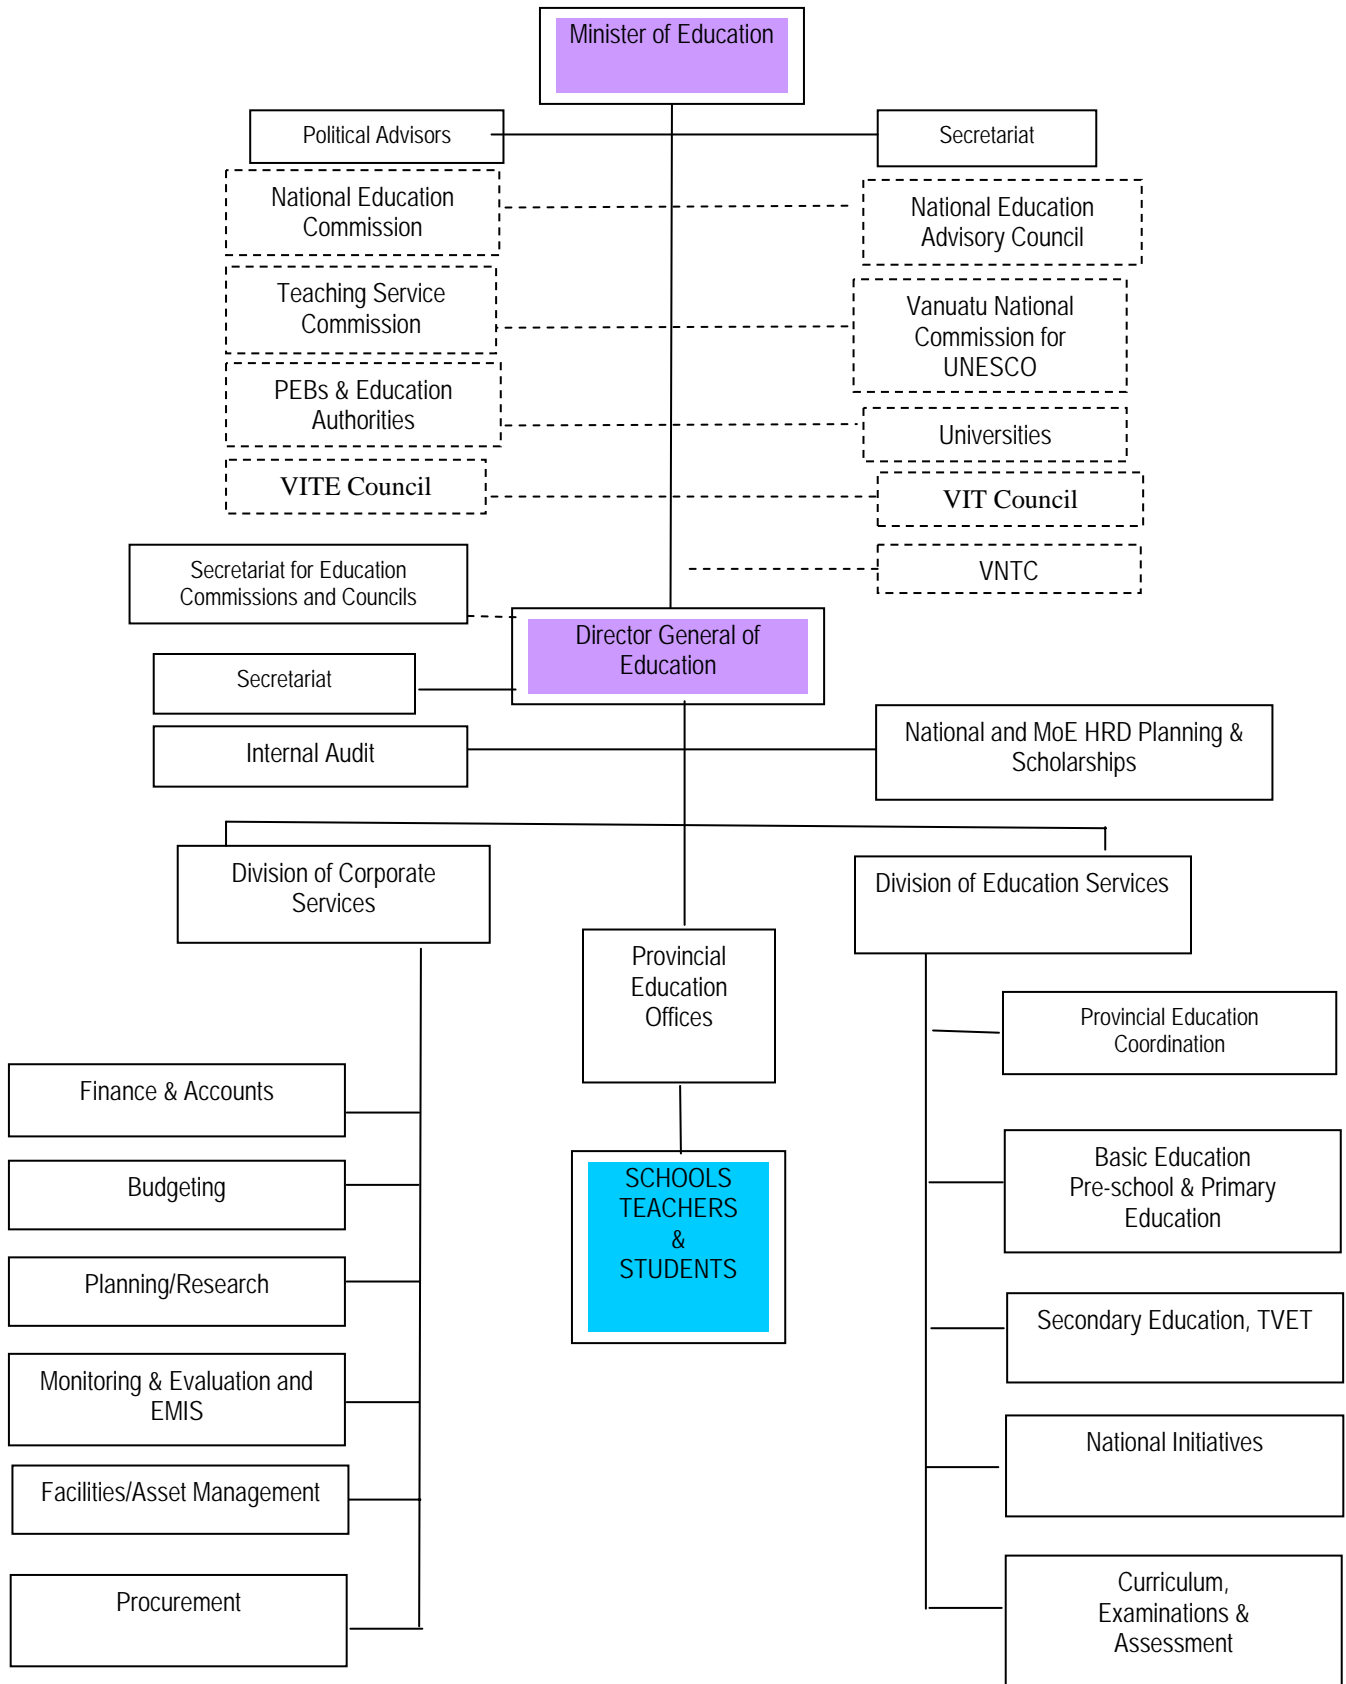 Minister of Education
Political Advisors
Secretariat
National Education
Commission
National Education
Advisory Council
Teaching Service
Commission
Vanuatu National
Commission for
UNESCO
PEBs & Education
Authorities
Universities
VITE Council
VIT Council
VNTC
Secretariat for Education
Commissions and Councils
Director General of
Education
Secretariat
Internal Audit
National and MoE HRD Planning &
Scholarships
Division of Corporate
Services
Division of Education Services
Provincial
Education
Offices
Provincial Education
Coordination
Finance & Accounts
Basic Education
Pre-school & Primary
Education
Budgeting
SCHOOLS
TEACHERS
&
STUDENTS
Planning/Research
Secondary Education, TVET
Monitoring & Evaluation and
EMIS
National Initiatives
Facilities/Asset Management
Procurement
Curriculum,
Examinations &
Assessment